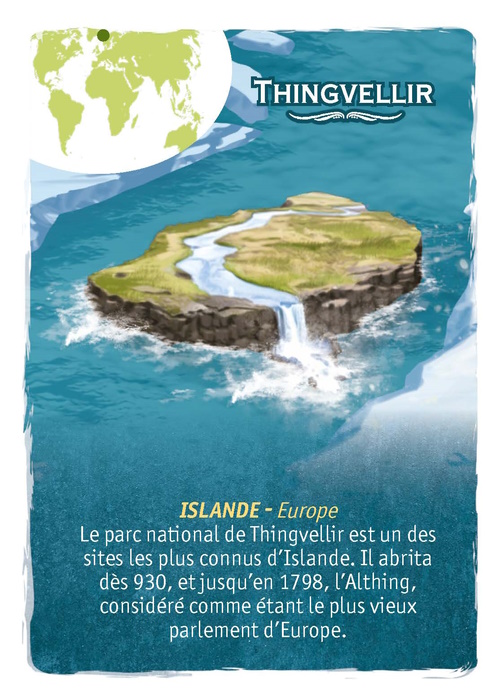 THINGVELLIR
ISLANDE - Europe
Le parc national de Thingvellir est un des
sites les plus connus d'Islande. Il abrita
dès 930, et jusqu'en 1798, l'Althing,
considéré comme étant le plus vieux
parlement d'Europe.